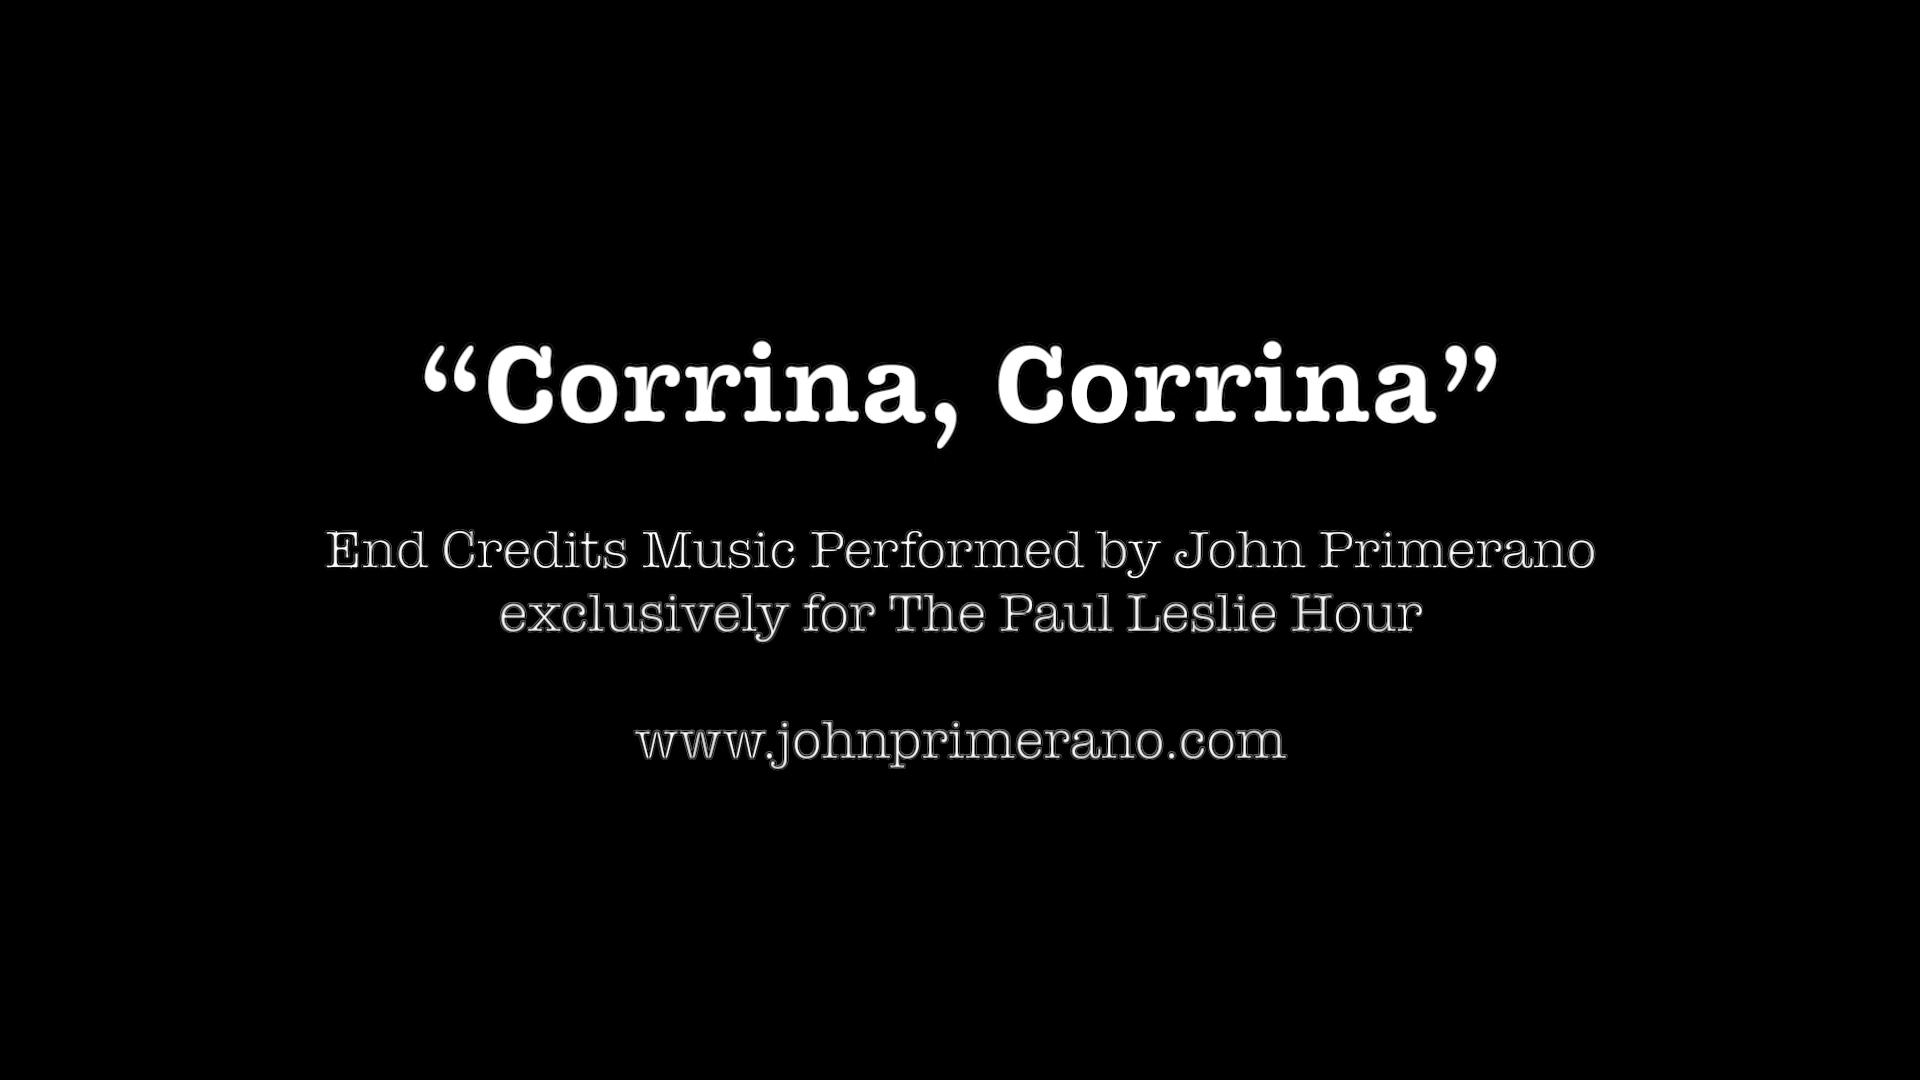 “Corrina, Corrina”
End Credits Music Performed by John Primerano
exclusively for The Paul Leslie Hour
www.johnprimerano.com